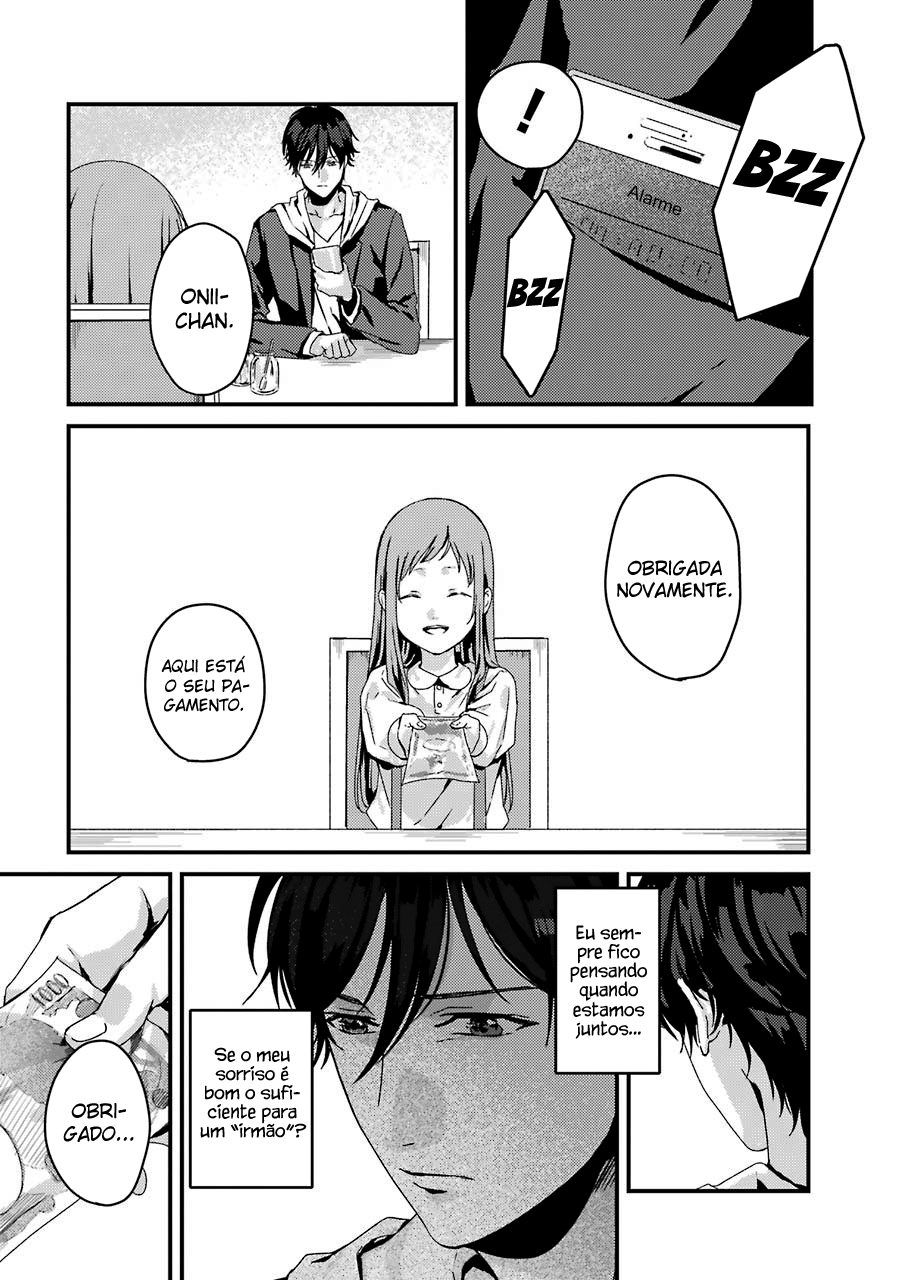 BZZ
!
Alarme
BZZ
ONII-
CHAN.
OBRIGADA
NOVAMENTE.
AQUI ESTÁ
O SEU PA-
GAMENTO.
Eu sem-
pre fico
pensando
quando
estamos
juntos...
Se o meu
sorriso é
bom o sufi-
ciente para
um "irmão"?
1000
OBRI-
GADO...